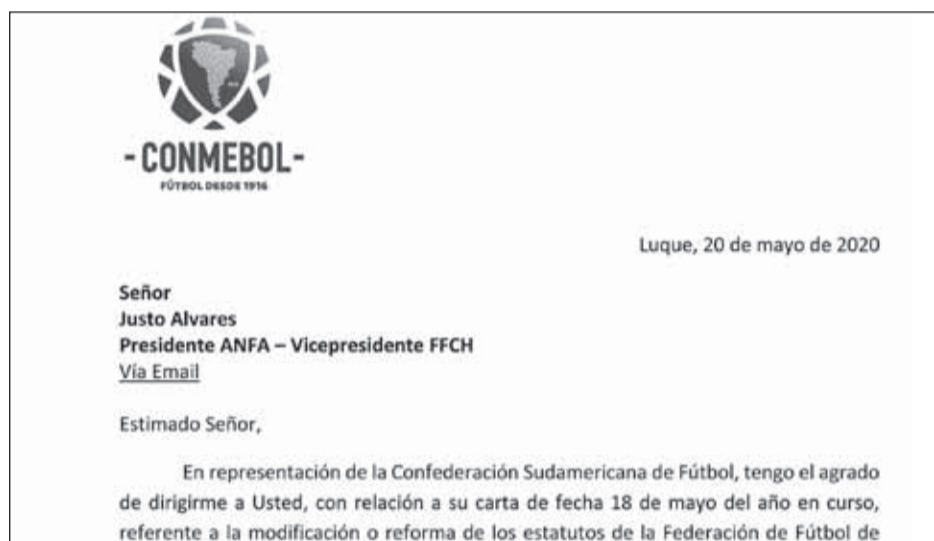 - CONMEBOL -
FÚTBOL DESDE 1916
Luque, 20 de mayo de 2020
Señor
Justo Alvares
Presidente ANFA – Vicepresidente FFCH
Vía Email
Estimado Señor,
En representación de la Confederación Sudamericana de Fútbol, tengo el agrado
de dirigirme a Usted, con relación a su carta de fecha 18 de mayo del año en curso,
referente a la modificación o reforma de los estatutos de la Federación de Fútbol de